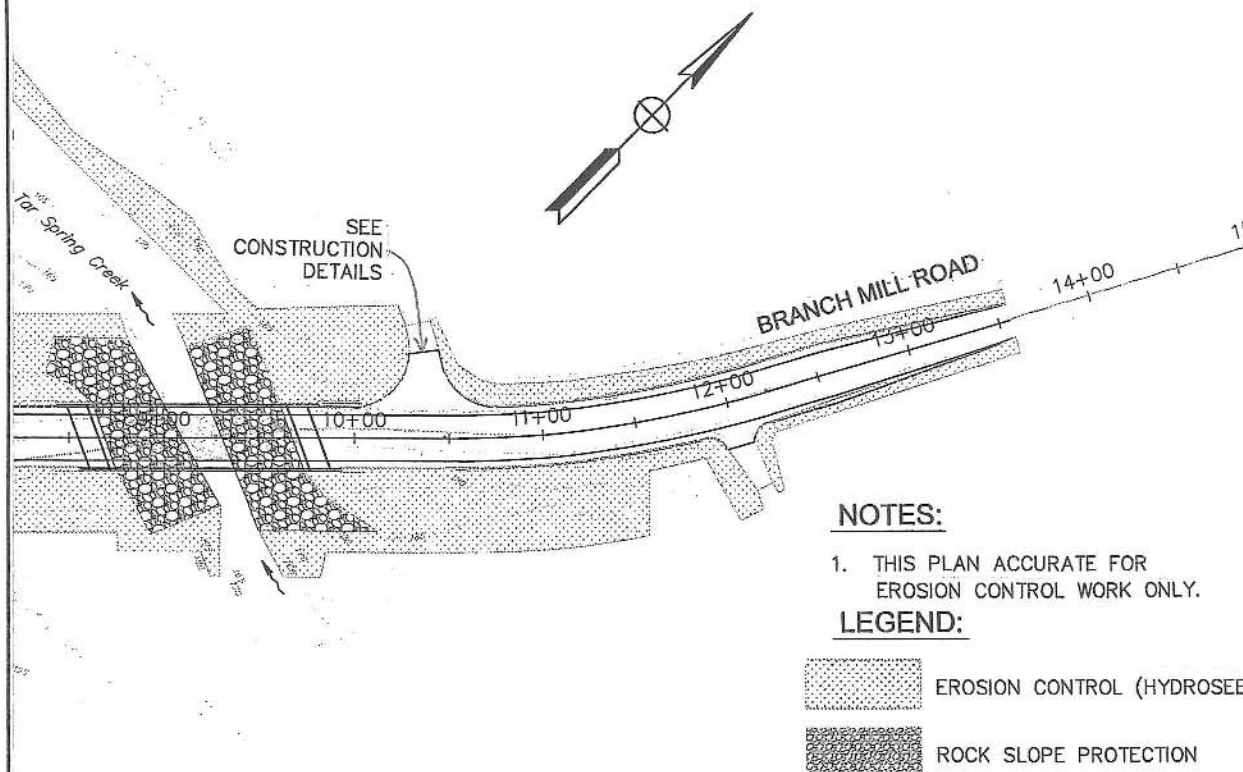 Tar Spring Creek
SEE
CONSTRUCTION
DETAILS
BRANCH MILL ROAD
10+00
11+00
12+00
13+00
14+00
NOTES:
1. THIS PLAN ACCURATE FOR
EROSION CONTROL WORK ONLY.
LEGEND:
EROSION CONTROL (HYDROSEE
ROCK SLOPE PROTECTION